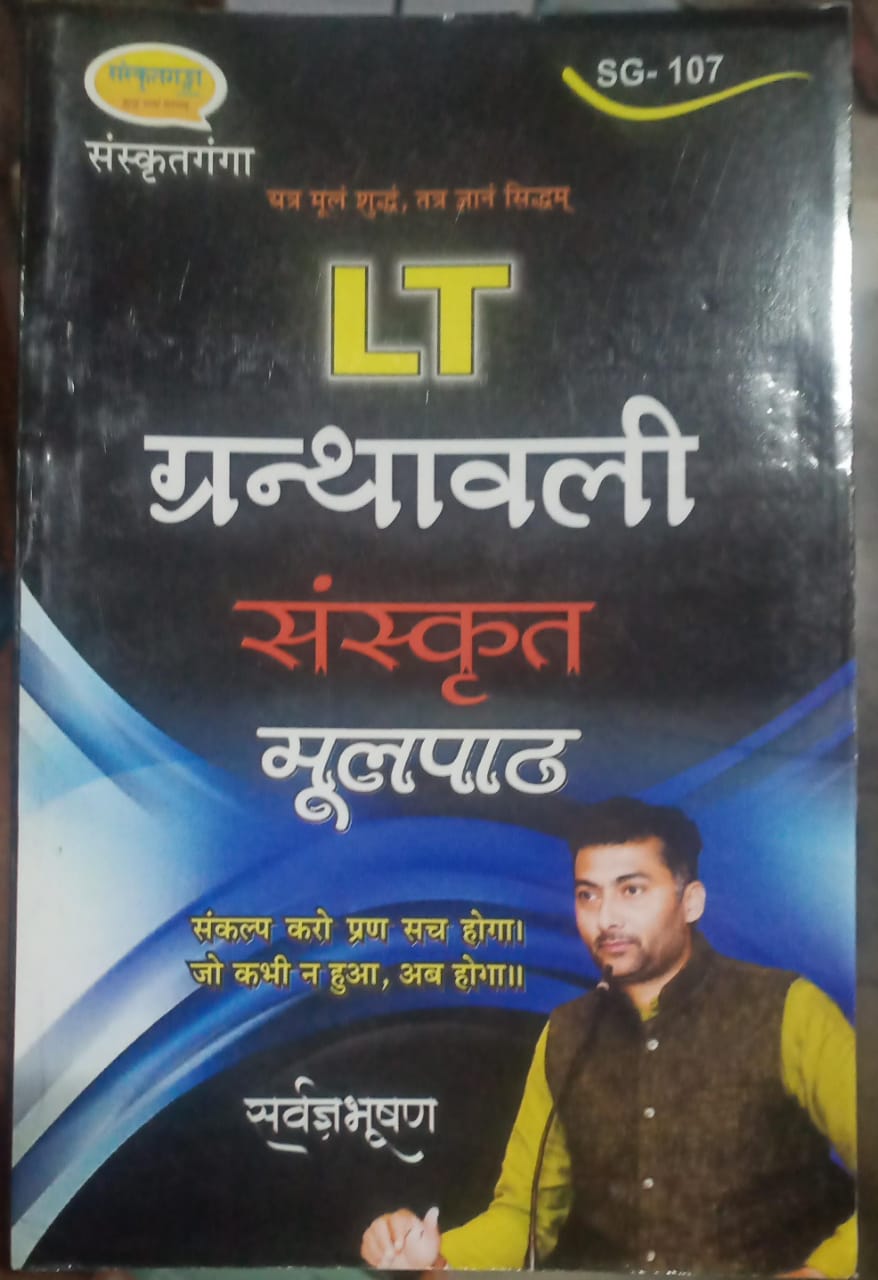 संस्कृतगङ्गा
SG- 107
संस्कृतगंगा
यत्र मूलं शुद्धं, तत्र ज्ञानं सिद्धम्
LT
ग्रन्थावली
संस्कृत
मूलपाठ
संकल्प करो प्रण सच होगा।
जो कभी न हुआ, अब होगा।।
सर्वज्ञभूषण